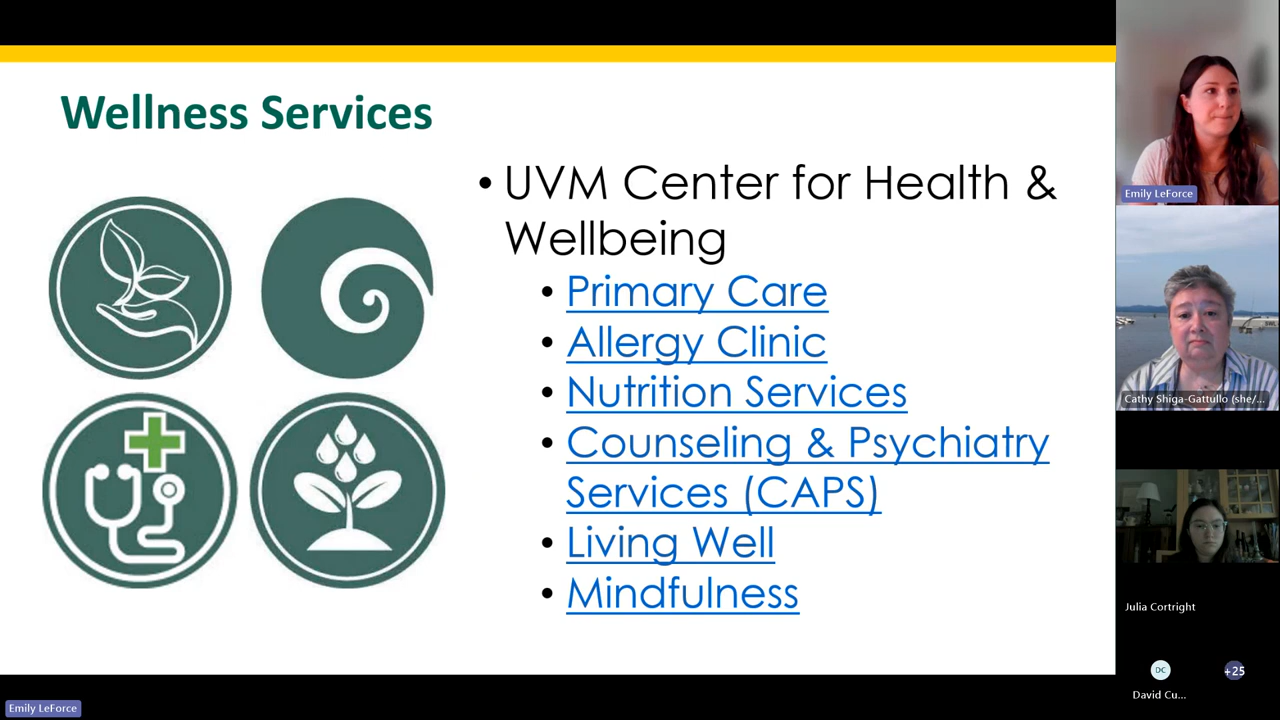 Wellness Services
• UVM Center for Health &
Wellbeing
• Primary Care
• Allergy Clinic
• Nutrition Services
• Counseling & Psychiatry
Services (CAPS)
• Living Well
• Mindfulness
Emily LeForce
Cathy Shiga-Gattullo (she/...
Julia Cortright
DC
+25
David Cu...
Emily LeForce